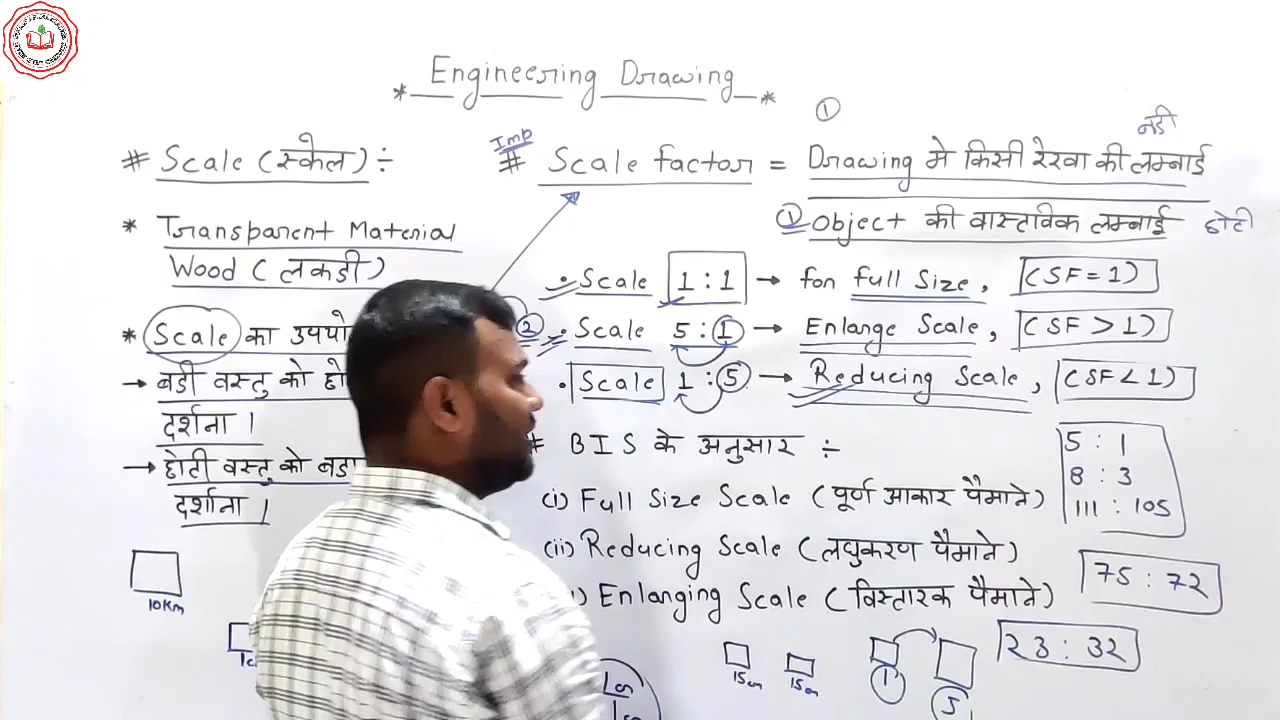 Engineering Drawing
# Scale (स्केल) ÷
* Transparent Material
Wood (लकडी)
* Scale का उपयो
→ बडी वस्तु को हो
दर्शना ।
→ होटी वस्तु को बडा
दर्शाना ।
10Km
Imp
# Scale factor = Drawing मे किसी रेखा की लम्बाई
Object की वास्तविक लम्बाई
①
①
होटी
• Scale 1 : 1 → for full Size, (SF = 1)
② • Scale 5 : 1 → Enlarge Scale, (SF > 1)
• Scale 1 : 5 → Reducing Scale, (SF < 1)
# BIS के अनुसार ÷
(i) Full Size Scale (पूर्ण आकार पैमाने)
(ii) Reducing Scale (लघुकरण पैमाने)
) Enlarging Scale (विस्तारक पैमाने)
5 : 1
8 : 3
111 : 105
75 : 72
23 : 32
15cm
15cm
1
5
1cm
1cm